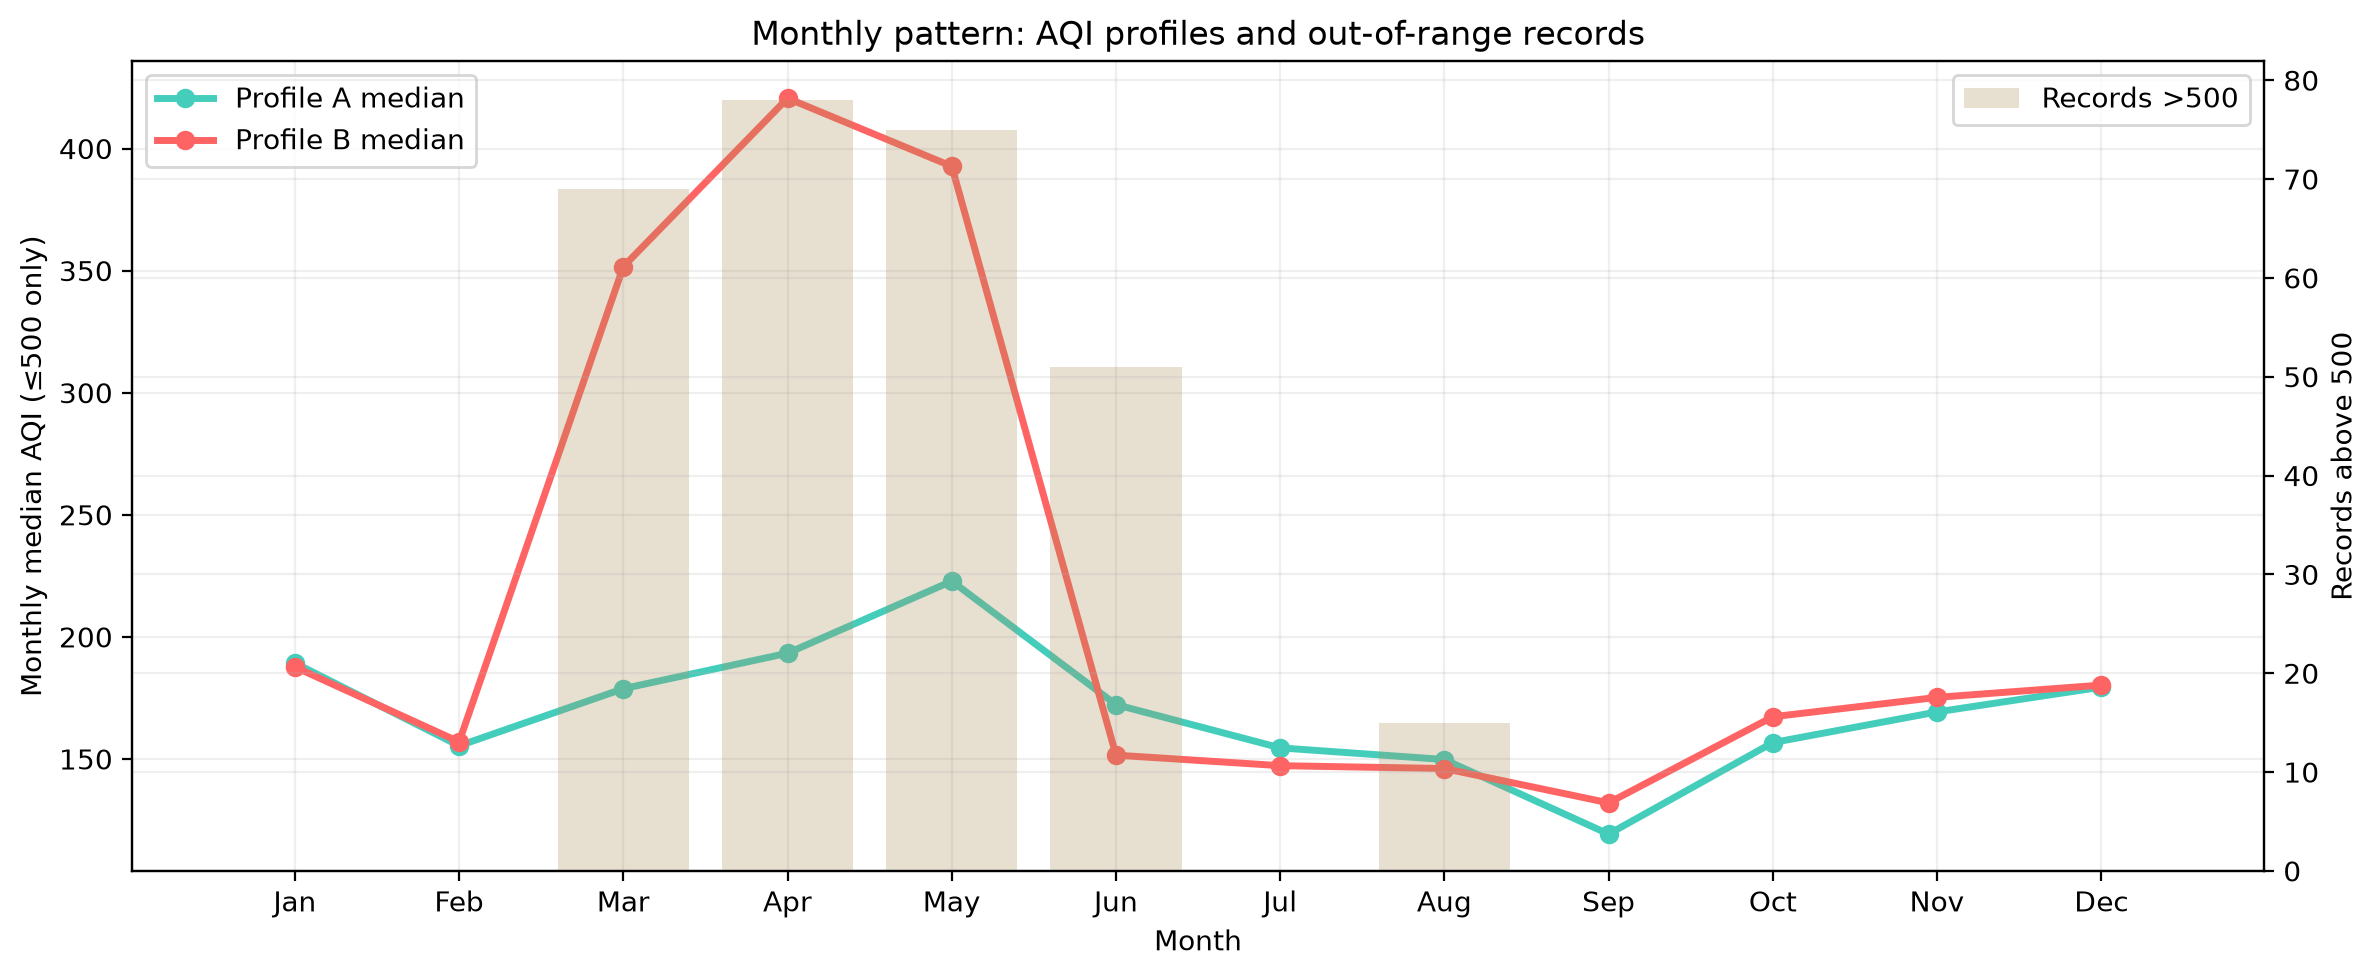 Monthly pattern: AQI profiles and out-of-range records
Profile A median
Profile B median
Records >500
Monthly median AQI (≤500 only)
400
350
300
250
200
150
80
70
60
50
40
30
20
10
0
Records above 500
Jan Feb Mar Apr May Jun Jul Aug Sep Oct Nov Dec
Month